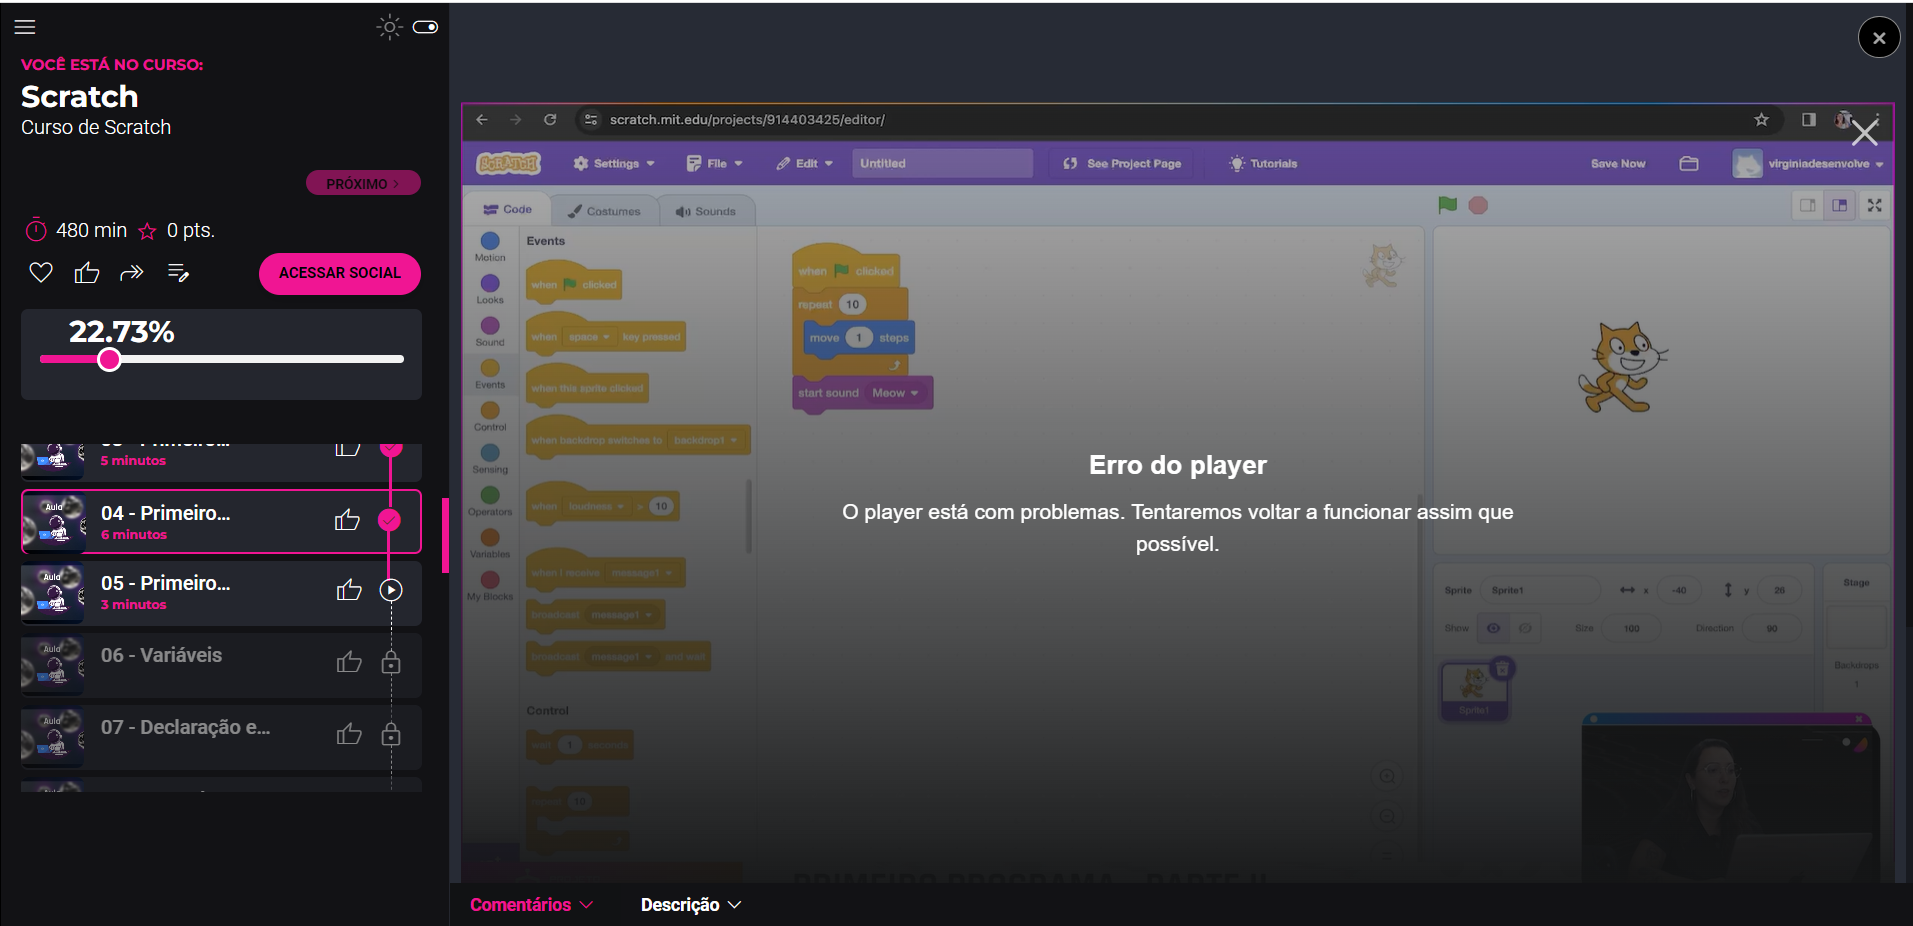 VOCÊ ESTÁ NO CURSO:
Scratch
Curso de Scratch
PRÓXIMO >
480 min 0 pts.
ACESSAR SOCIAL
22.73%
5 minutos
Aula
04 - Primeiro...
6 minutos
Aula
05 - Primeiro...
3 minutos
Aula
06 - Variáveis
Aula
07 - Declaração e...
scratch.mit.edu/projects/914403425/editor/
SCRATCH Settings File Edit Untitled See Project Page Tutorials Save Now virginiadesenvolve
Code Costumes Sounds
Motion
Looks
Sound
Events
Control
Sensing
Operators
Variables
My Blocks
Events
when clicked
when space key pressed
when this sprite clicked
when backdrop switches to backdrop1
when loudness > 10
when I receive message1
broadcast message1
broadcast message1 and wait
Control
wait 1 seconds
repeat 10
when clicked
repeat 10
move 1 steps
start sound Meow
Erro do player
O player está com problemas. Tentaremos voltar a funcionar assim que
possível.
Sprite Sprite1 x -40 y 26
Show Size 100 Direction 90
Sprite1
Stage
Backdrops
1
Comentários Descrição